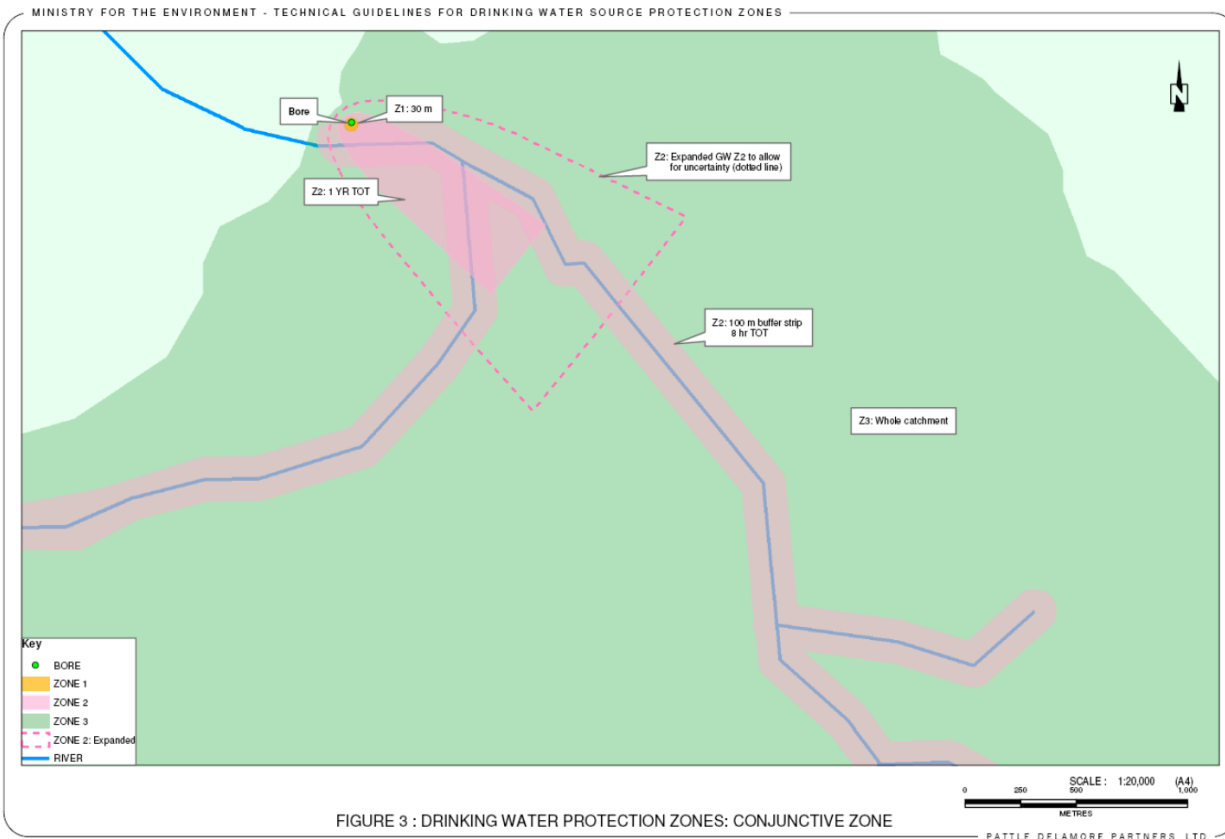 MINISTRY FOR THE ENVIRONMENT - TECHNICAL GUIDELINES FOR DRINKING WATER SOURCE PROTECTION ZONES
N
Bore
Z1: 30 m
Z2: Expanded GW Z2 to allow
for uncertainty (dotted line)
Z2: 1 YR TOT
Z2: 100 m buffer strip
8 hr TOT
Z3: Whole catchment
Key
BORE
ZONE 1
ZONE 2
ZONE 3
ZONE 2: Expanded
RIVER
SCALE : 1:20,000 (A4)
0 250 500 1,000
METRES
FIGURE 3 : DRINKING WATER PROTECTION ZONES: CONJUNCTIVE ZONE
PATTLE DELAMORE PARTNERS LTD